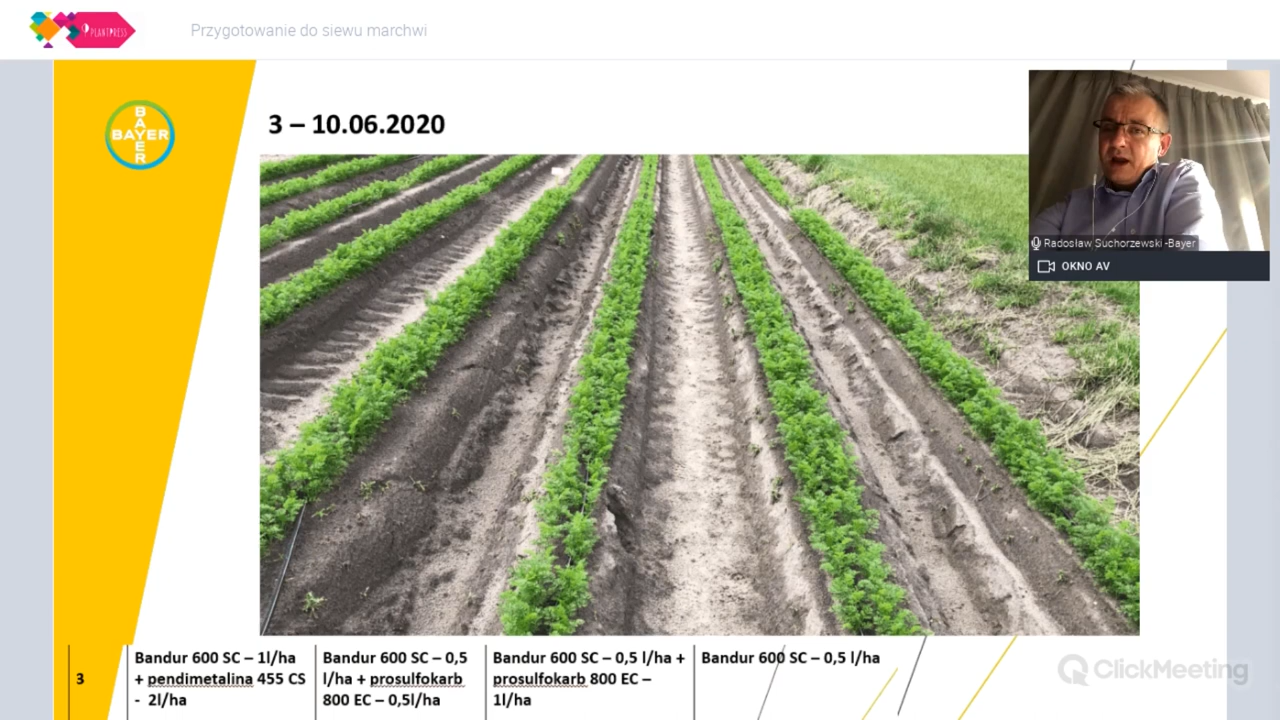 PLANTPRESS
Przygotowanie do siewu marchwi
BAYER
BAYER
3 – 10.06.2020
Radosław Suchorzewski -Bayer
OKNO AV
3
Bandur 600 SC – 1l/ha
+ pendimetalina 455 CS
- 2l/ha
Bandur 600 SC – 0,5
l/ha + prosulfokarb
800 EC – 0,5l/ha
Bandur 600 SC – 0,5 l/ha +
prosulfokarb 800 EC –
1l/ha
Bandur 600 SC – 0,5 l/ha
ClickMeeting